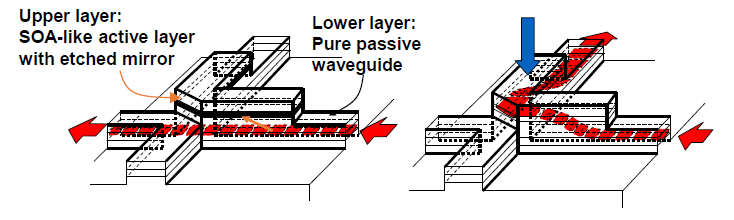 Upper layer:
SOA-like active layer
with etched mirror
Lower layer:
Pure passive
waveguide